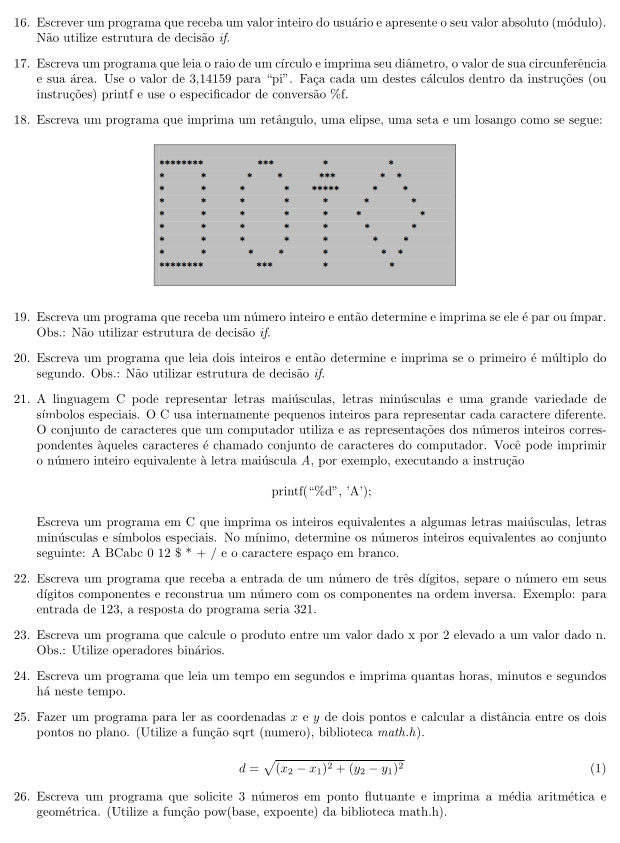 16. Escrever um programa que receba um valor inteiro do usuário e apresente o seu valor absoluto (módulo).
Não utilize estrutura de decisão if.
17. Escreva um programa que leia o raio de um círculo e imprima seu diâmetro, o valor de sua circunferência
e sua área. Use o valor de 3,14159 para “pi”. Faça cada um destes cálculos dentro da instruções (ou
instruções) printf e use o especificador de conversão %f.
18. Escreva um programa que imprima um retângulo, uma elipse, uma seta e um losango como se segue:
******** *** * *
* * * * *** * *
* * * * ***** * *
* * * * * * *
* * * * * * *
* * * * * * *
* * * * * * *
* * * * * * *
******** *** * *
19. Escreva um programa que receba um número inteiro e então determine e imprima se ele é par ou ímpar.
Obs.: Não utilizar estrutura de decisão if.
20. Escreva um programa que leia dois inteiros e então determine e imprima se o primeiro é múltiplo do
segundo. Obs.: Não utilizar estrutura de decisão if.
21. A linguagem C pode representar letras maiúsculas, letras minúsculas e uma grande variedade de
símbolos especiais. O C usa internamente pequenos inteiros para representar cada caractere diferente.
O conjunto de caracteres que um computador utiliza e as representações dos números inteiros corres-
pondentes àqueles caracteres é chamado conjunto de caracteres do computador. Você pode imprimir
o número inteiro equivalente à letra maiúscula A, por exemplo, executando a instrução
printf(“%d”, 'A');
Escreva um programa em C que imprima os inteiros equivalentes a algumas letras maiúsculas, letras
minúsculas e símbolos especiais. No mínimo, determine os números inteiros equivalentes ao conjunto
seguinte: A BCabc 0 12 $ * + / e o caractere espaço em branco.
22. Escreva um programa que receba a entrada de um número de três dígitos, separe o número em seus
dígitos componentes e reconstrua um número com os componentes na ordem inversa. Exemplo: para
entrada de 123, a resposta do programa seria 321.
23. Escreva um programa que calcule o produto entre um valor dado x por 2 elevado a um valor dado n.
Obs.: Utilize operadores binários.
24. Escreva um programa que leia um tempo em segundos e imprima quantas horas, minutos e segundos
há neste tempo.
25. Fazer um programa para ler as coordenadas x e y de dois pontos e calcular a distância entre os dois
pontos no plano. (Utilize a função sqrt (numero), biblioteca math.h).
d = √(x₂ − x₁)² + (y₂ − y₁)² (1)
26. Escreva um programa que solicite 3 números em ponto flutuante e imprima a média aritmética e
geométrica. (Utilize a função pow(base, expoente) da biblioteca math.h).